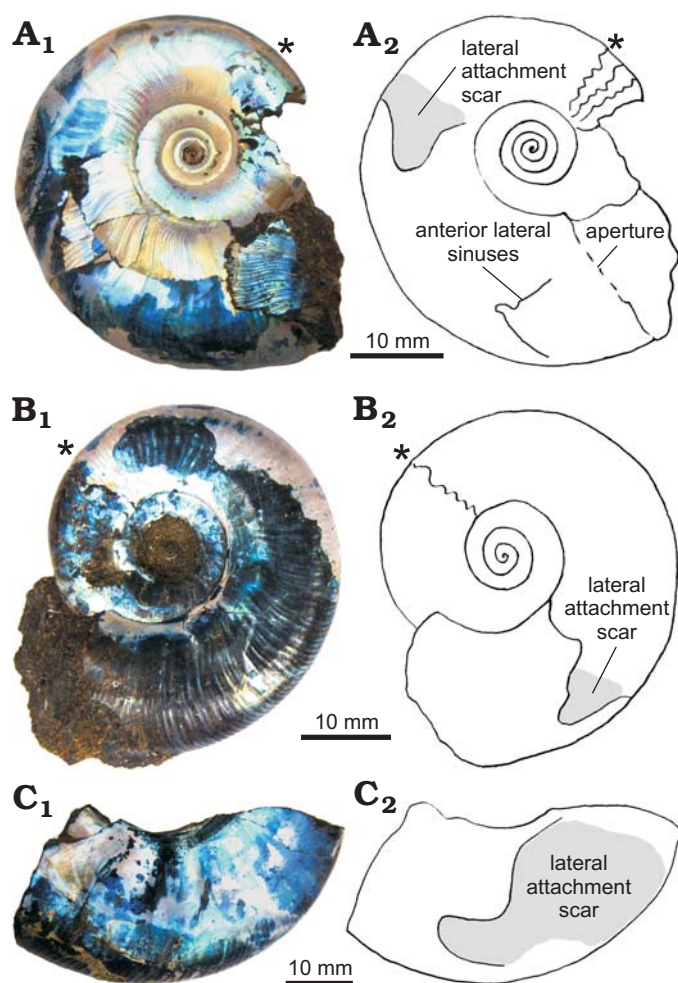 A1
*
A2
*
lateral
attachment
scar
anterior lateral
sinuses
aperture
10 mm
B1
*
B2
*
lateral
attachment
scar
10 mm
C1
C2
lateral
attachment
scar
10 mm